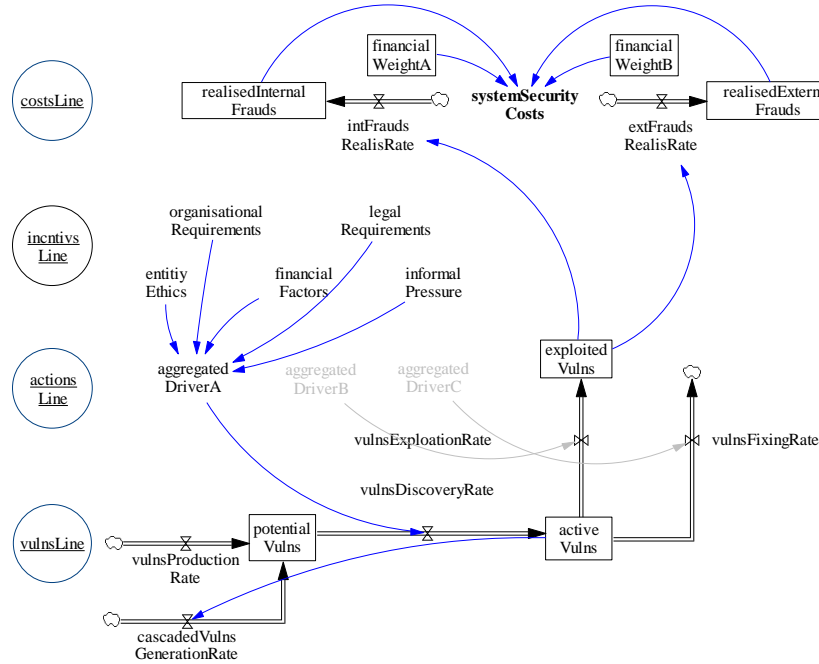 financial
WeightA
financial
WeightB
costsLine
realisedInternal
Frauds
systemSecurity
Costs
realisedExtern
Frauds
intFrauds
RealisRate
extFrauds
RealisRate
incntivs
Line
organisational
Requirements
legal
Requirements
entitiy
Ethics
financial
Factors
informal
Pressure
actions
Line
aggregated
DriverA
aggregated
DriverB
aggregated
DriverC
exploited
Vulns
vulnsExploationRate
vulnsFixingRate
vulnsDiscoveryRate
vulnsLine
potential
Vulns
active
Vulns
vulnsProduction
Rate
cascadedVulns
GenerationRate